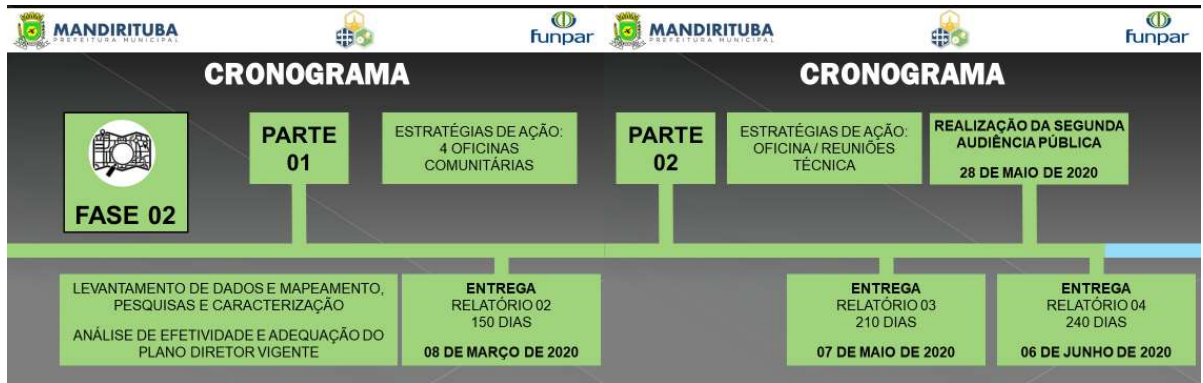 MANDIRITUBA
PREFEITURA MUNICIPAL
funpar
CRONOGRAMA
FASE 02
PARTE
01
ESTRATÉGIAS DE AÇÃO:
4 OFICINAS
COMUNITÁRIAS
LEVANTAMENTO DE DADOS E MAPEAMENTO,
PESQUISAS E CARACTERIZAÇÃO
ANÁLISE DE EFETIVIDADE E ADEQUAÇÃO DO
PLANO DIRETOR VIGENTE
ENTREGA
RELATÓRIO 02
150 DIAS
08 DE MARÇO DE 2020
MANDIRITUBA
PREFEITURA MUNICIPAL
funpar
CRONOGRAMA
PARTE
02
ESTRATÉGIAS DE AÇÃO:
OFICINA / REUNIÕES
TÉCNICA
REALIZAÇÃO DA SEGUNDA
AUDIÊNCIA PÚBLICA
28 DE MAIO DE 2020
ENTREGA
RELATÓRIO 03
210 DIAS
07 DE MAIO DE 2020
ENTREGA
RELATÓRIO 04
240 DIAS
06 DE JUNHO DE 2020